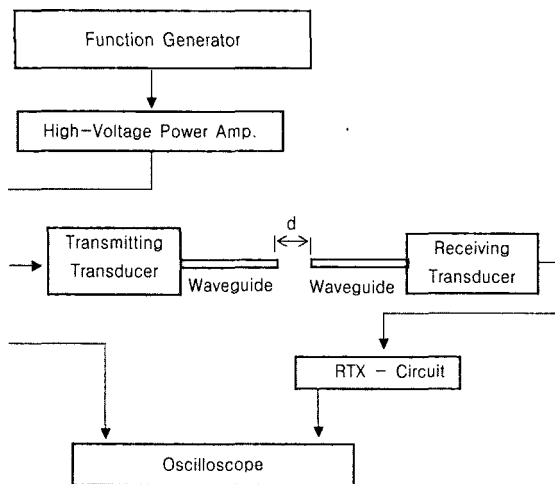 Function Generator
High-Voltage Power Amp.
d
Transmitting
Transducer
Waveguide
Waveguide
Receiving
Transducer
RTX - Circuit
Oscilloscope